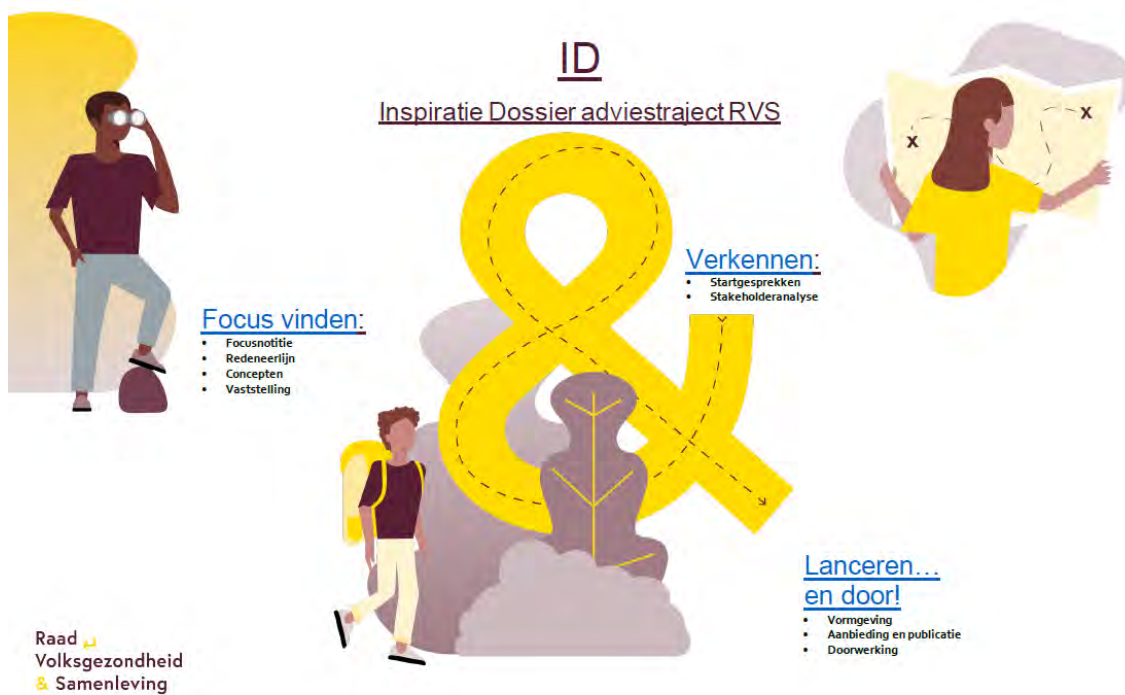 ID
Inspiratie Dossier adviestraject RVS
x
x
Verkennen:
• Startgesprekken
• Stakeholderanalyse
Focus vinden:
• Focusnotitie
• Redeneerlijn
• Concepten
• Vaststelling
&
Lanceren…
en door!
• Vormgeving
• Aanbieding en publicatie
• Doorwerking
Raad
Volksgezondheid
& Samenleving